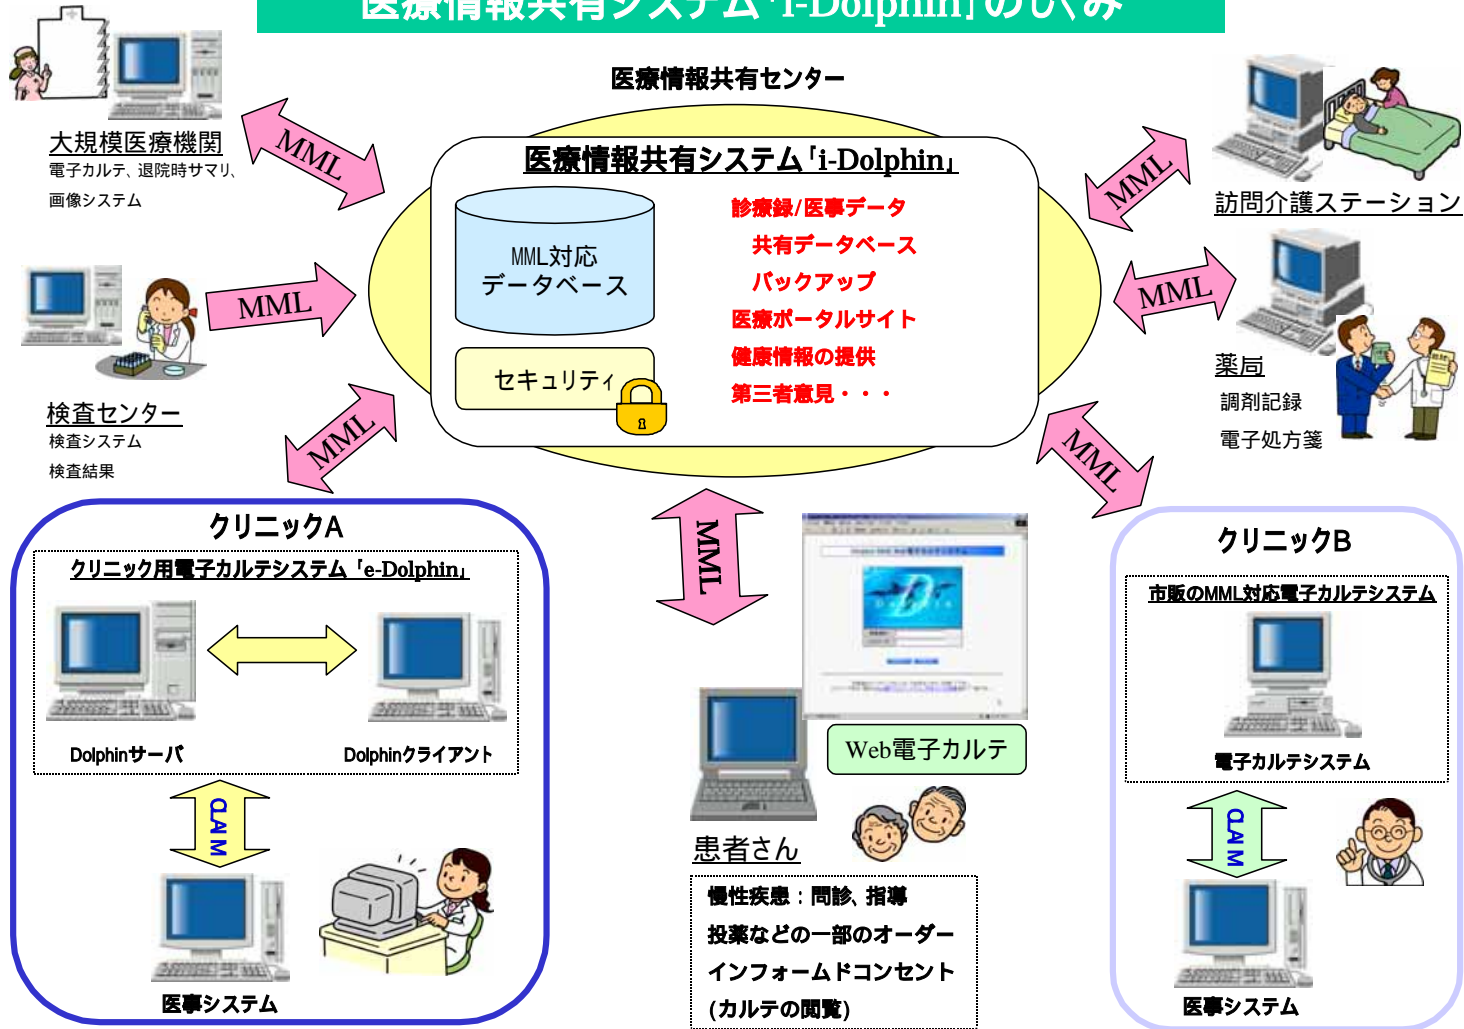 医療情報共有システム「i-Dolphin」のしくみ
医療情報共有センター
大規模医療機関
電子カルテ、退院時サマリ、
画像システム
MML
医療情報共有システム「i-Dolphin」
MML対応
データベース
セキュリティ
診療録/医事データ
共有データベース
バックアップ
医療ポータルサイト
健康情報の提供
第三者意見・・・
MML
訪問介護ステーション
MML
検査センター
検査システム
検査結果
MML
薬局
調剤記録
電子処方箋
MML
MML
MML
クリニックA
クリニック用電子カルテシステム「e-Dolphin」
Dolphinサーバ
Dolphinクライアント
CLAIM
医事システム
Web電子カルテ
患者さん
慢性疾患：問診、指導
投薬などの一部のオーダー
インフォームドコンセント
(カルテの閲覧)
クリニックB
市販のMML対応電子カルテシステム
電子カルテシステム
CLAIM
医事システム